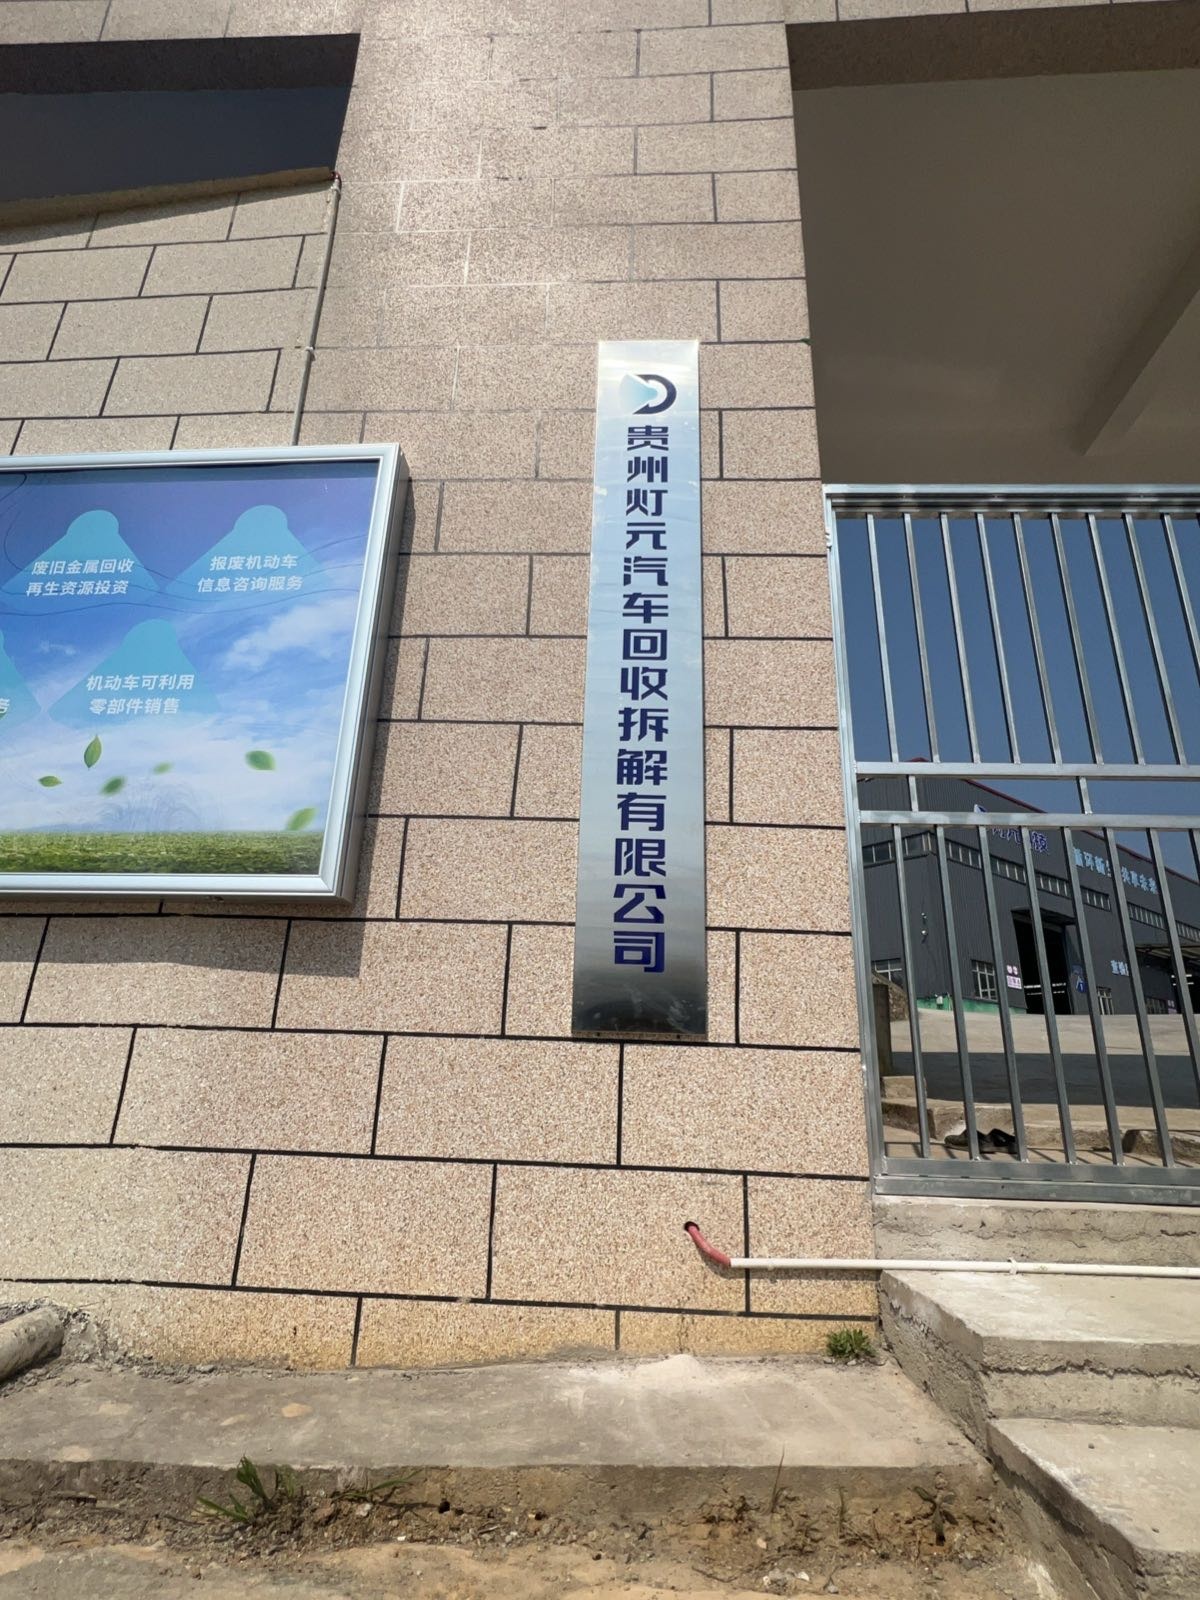 废旧金属回收
再生资源投资
报废机动车
信息咨询服务
务
机动车可利用
零部件销售
贵州灯元汽车回收拆解有限公司